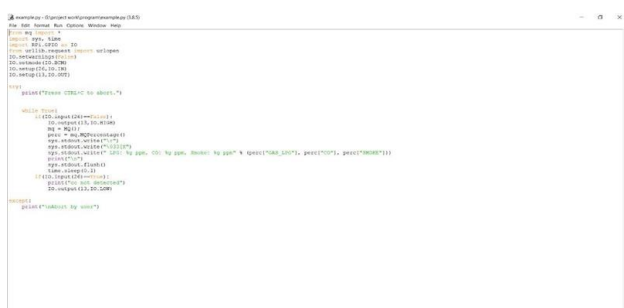 example.py - D:\project work\program\example.py (3.8.5)
File Edit Format Run Options Window Help
from mq import *
import sys, time
import RPi.GPIO as IO
from urllib.request import urlopen
IO.setwarnings(False)
IO.setmode(IO.BCM)
IO.setup(26,IO.IN)
IO.setup(13,IO.OUT)
try:
print("Press CTRL+C to abort.")
while True:
if(IO.input(26)==False):
IO.output(13,IO.HIGH)
mq = MQ();
perc = mq.MQPercentage()
sys.stdout.write("\r")
sys.stdout.write("\033[K")
sys.stdout.write(" LPG: %g ppm, CO: %g ppm, Smoke: %g ppm" % (perc["GAS_LPG"], perc["CO"], perc["SMOKE"]))
print("\n")
sys.stdout.flush()
time.sleep(0.1)
if(IO.input(26)==True):
print("not detected")
IO.output(13,IO.LOW)
except:
print("\nAbort by user")